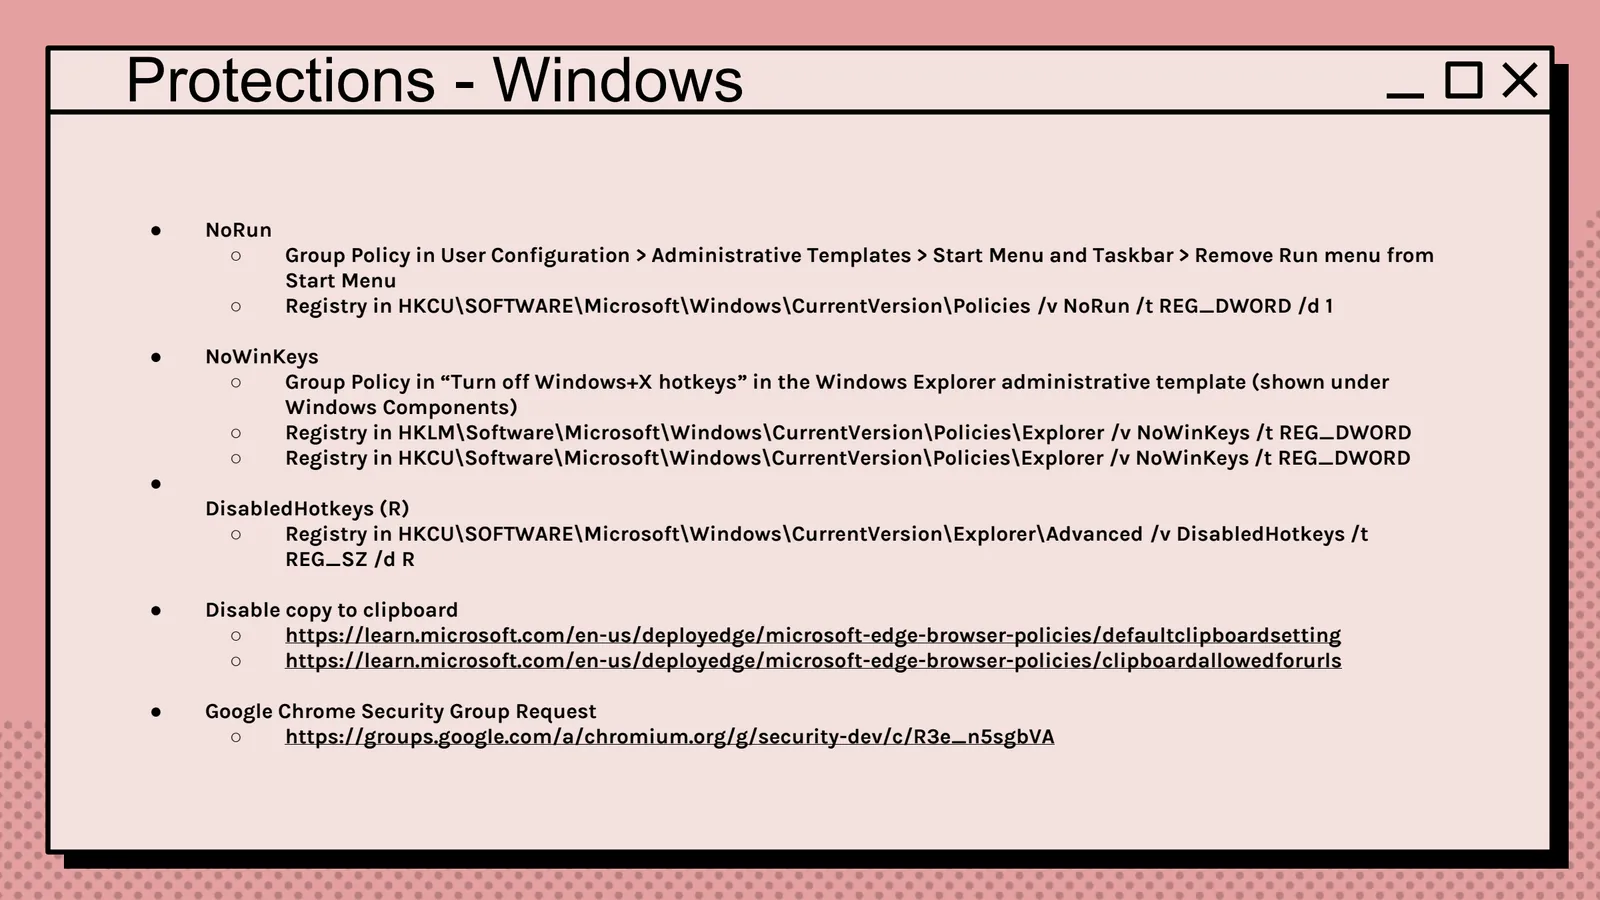 Protections - Windows
● NoRun
○ Group Policy in User Configuration > Administrative Templates > Start Menu and Taskbar > Remove Run menu from
Start Menu
○ Registry in HKCU\SOFTWARE\Microsoft\Windows\CurrentVersion\Policies /v NoRun /t REG_DWORD /d 1
● NoWinKeys
○ Group Policy in “Turn off Windows+X hotkeys” in the Windows Explorer administrative template (shown under
Windows Components)
○ Registry in HKLM\Software\Microsoft\Windows\CurrentVersion\Policies\Explorer /v NoWinKeys /t REG_DWORD
○ Registry in HKCU\Software\Microsoft\Windows\CurrentVersion\Policies\Explorer /v NoWinKeys /t REG_DWORD
●
DisabledHotkeys (R)
○ Registry in HKCU\SOFTWARE\Microsoft\Windows\CurrentVersion\Explorer\Advanced /v DisabledHotkeys /t
REG_SZ /d R
● Disable copy to clipboard
○ https://learn.microsoft.com/en-us/deployedge/microsoft-edge-browser-policies/defaultclipboardsetting
○ https://learn.microsoft.com/en-us/deployedge/microsoft-edge-browser-policies/clipboardallowedforurls
● Google Chrome Security Group Request
○ https://groups.google.com/a/chromium.org/g/security-dev/c/R3e_n5sgbVA